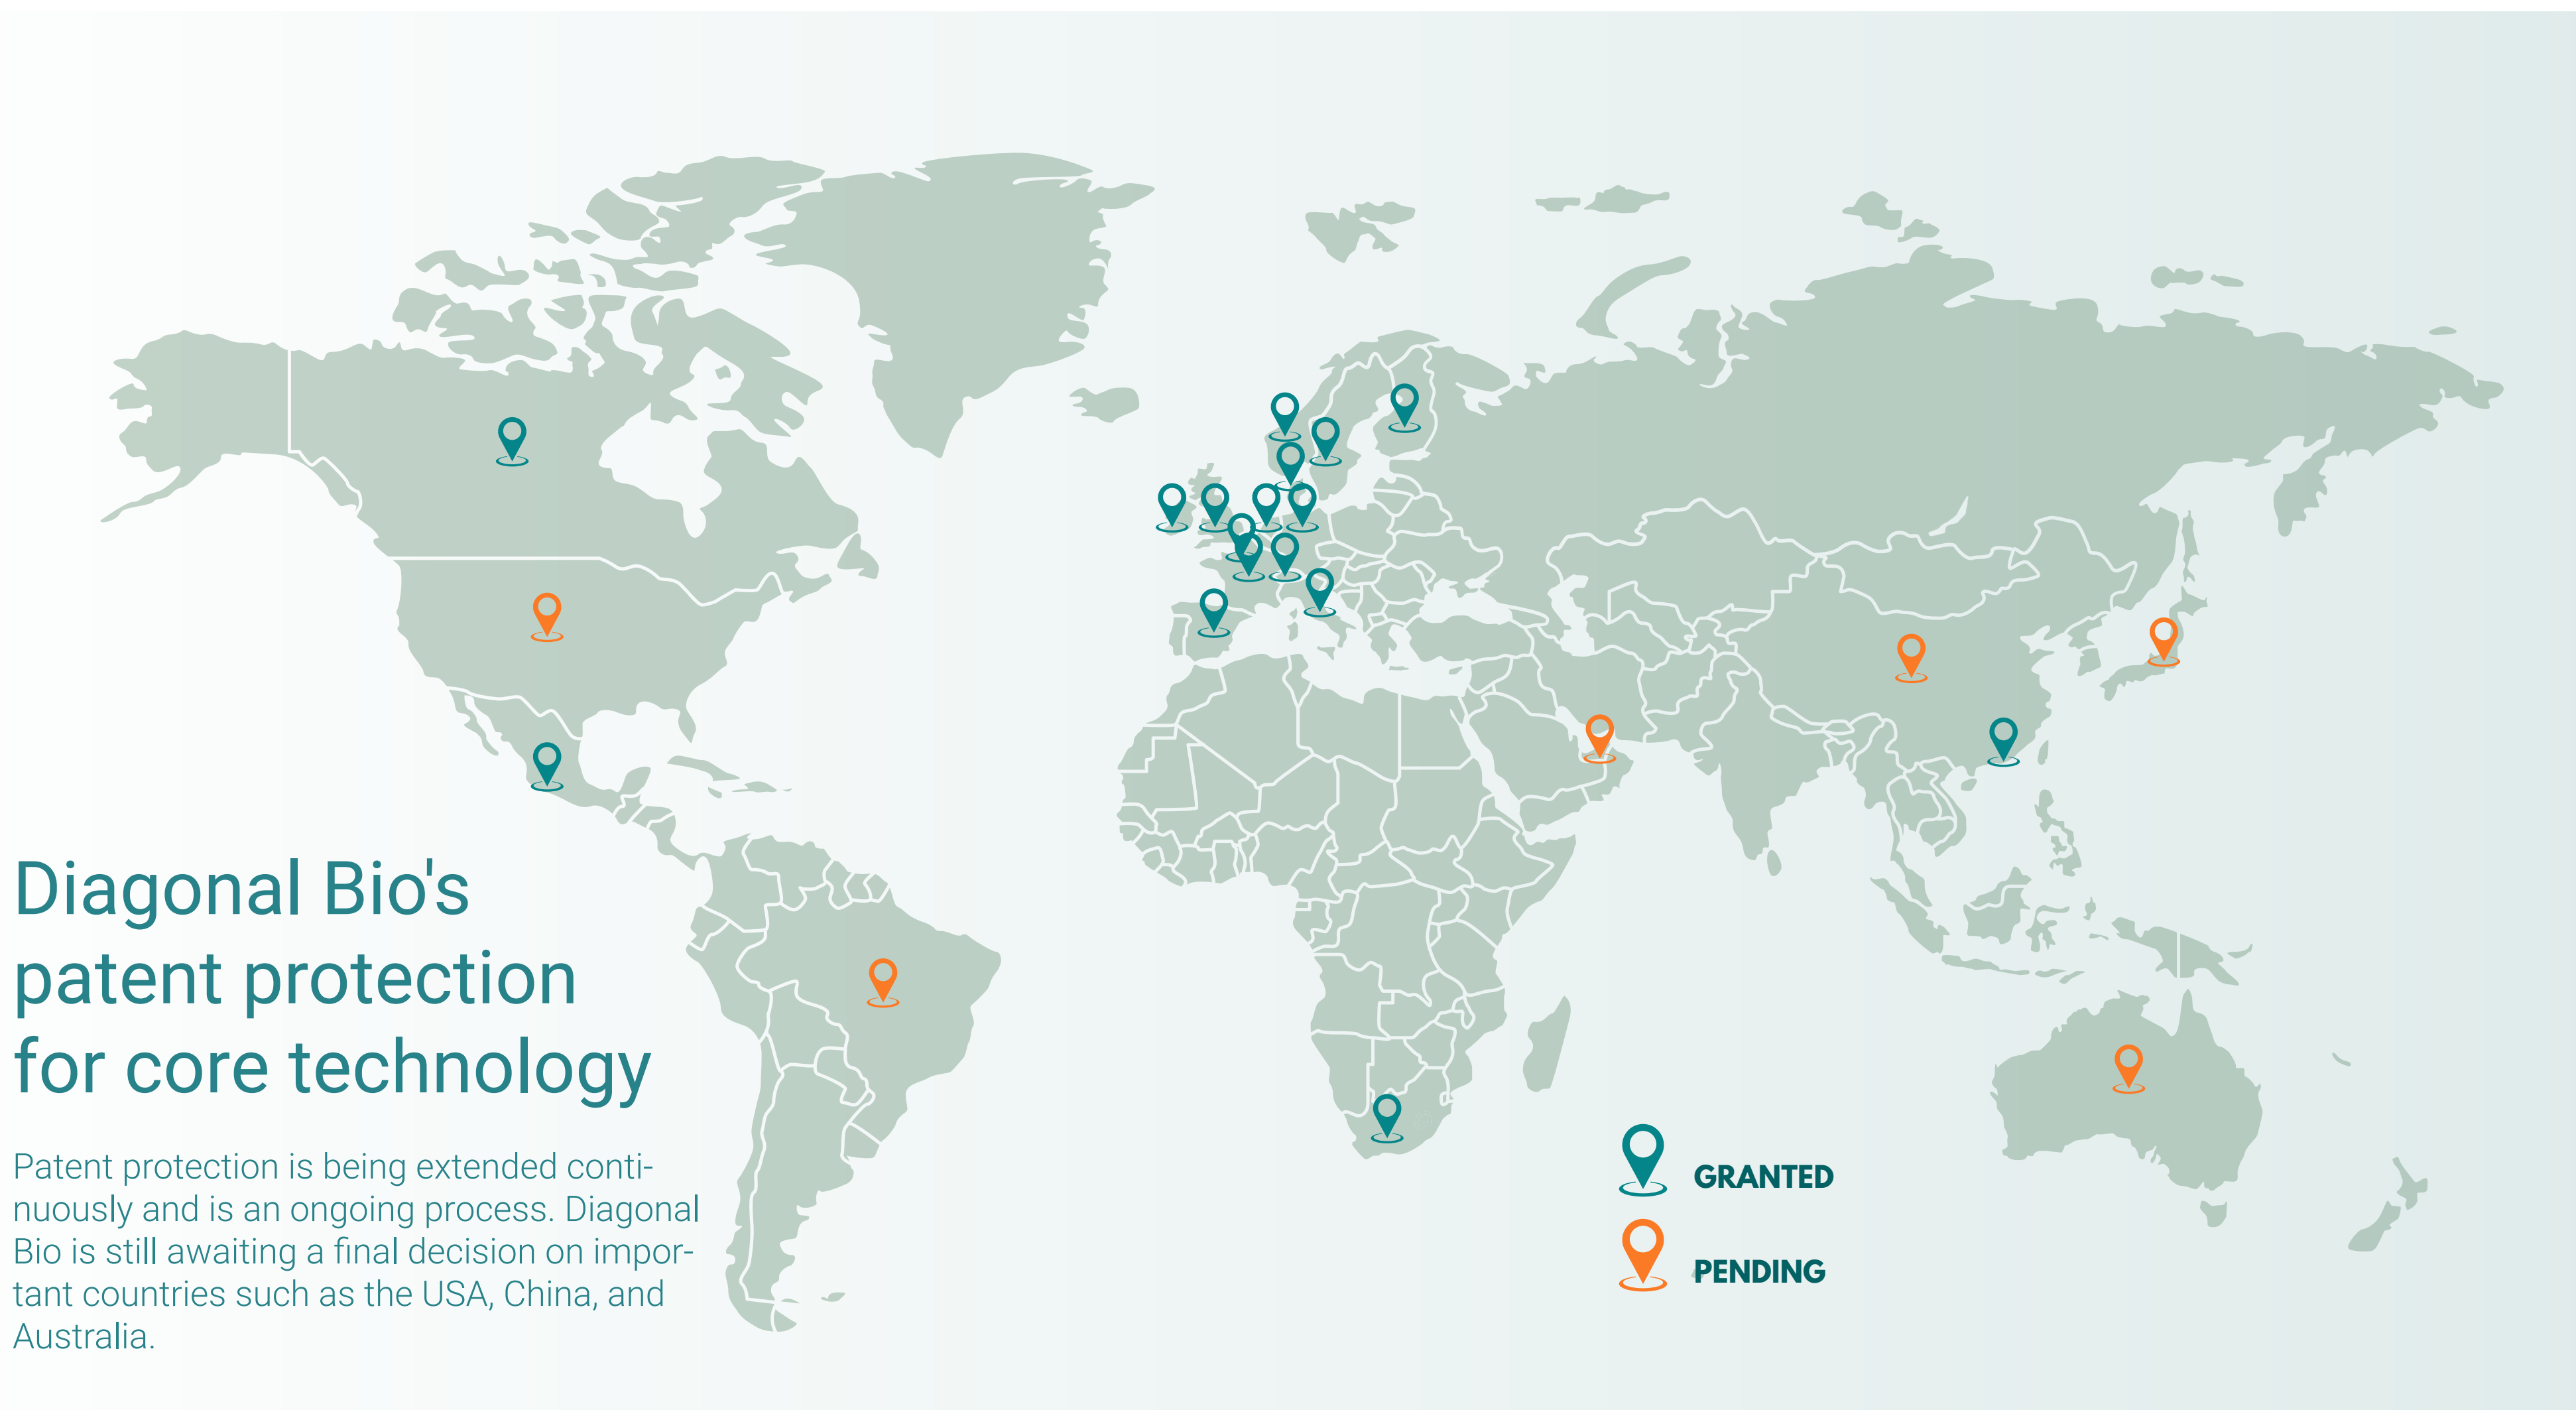 Diagonal Bio's
patent protection
for core technology
Patent protection is being extended conti-
nuously and is an ongoing process. Diagonal
Bio is still awaiting a final decision on impor-
tant countries such as the USA, China, and
Australia.
GRANTED
PENDING